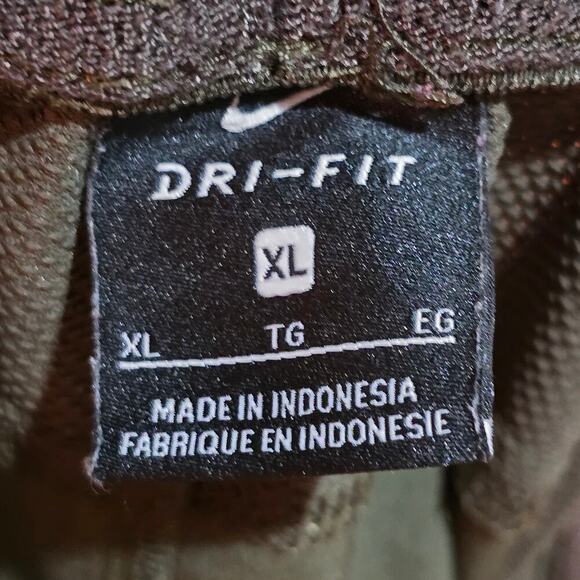 DRI-FIT
XL
XL TG EG
MADE IN INDONESIA
FABRIQUE EN INDONESIE